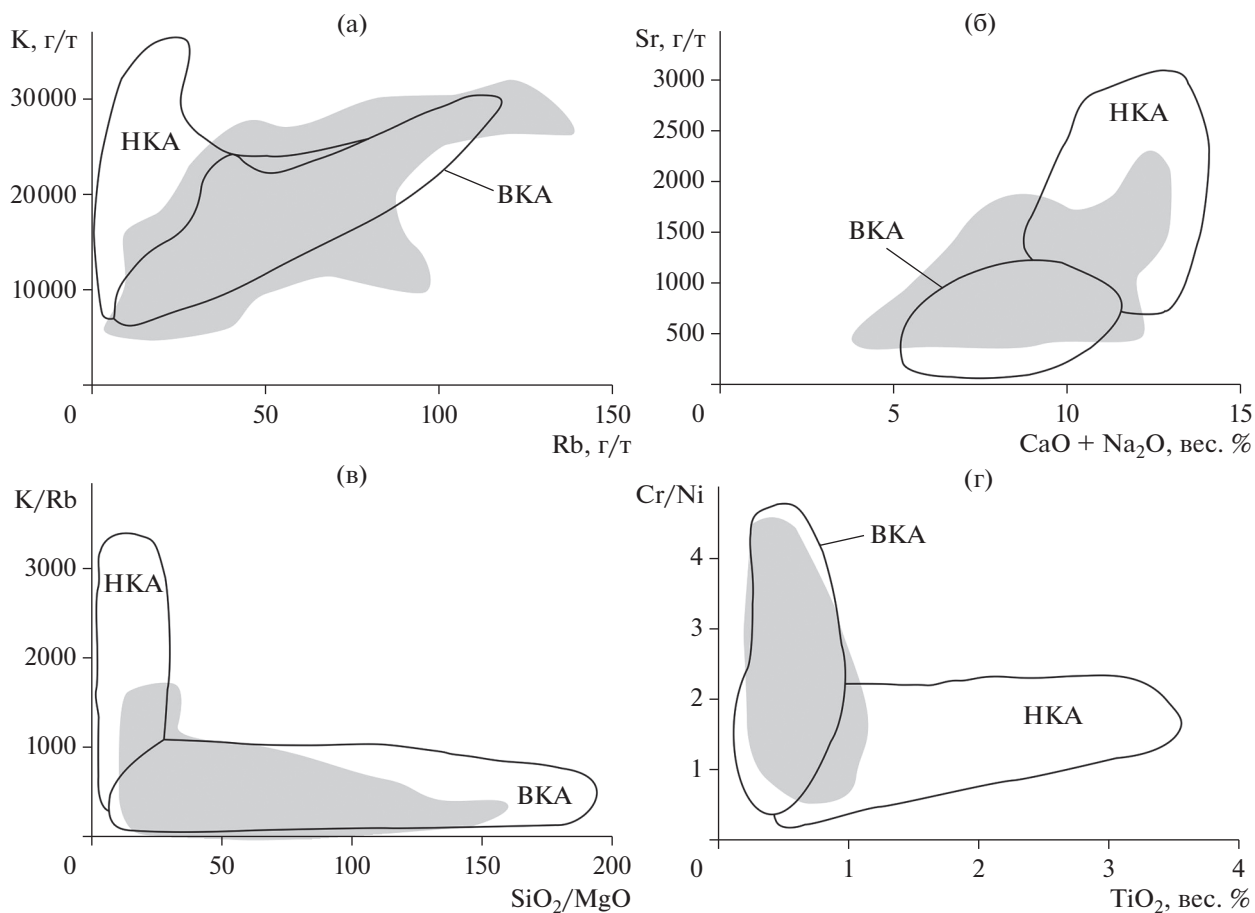 (а)
K, г/т
30000
20000
10000
0
50
100
150
Rb, г/т
НКА
ВКА
(б)
Sr, г/т
3000
2500
2000
1500
1000
500
0
5
10
15
CaO + Na₂O, вес. %
НКА
ВКА
(в)
K/Rb
3000
2000
1000
0
50
100
150
200
SiO₂/MgO
НКА
ВКА
(г)
Cr/Ni
4
3
2
1
0
1
2
3
4
TiO₂, вес. %
ВКА
НКА